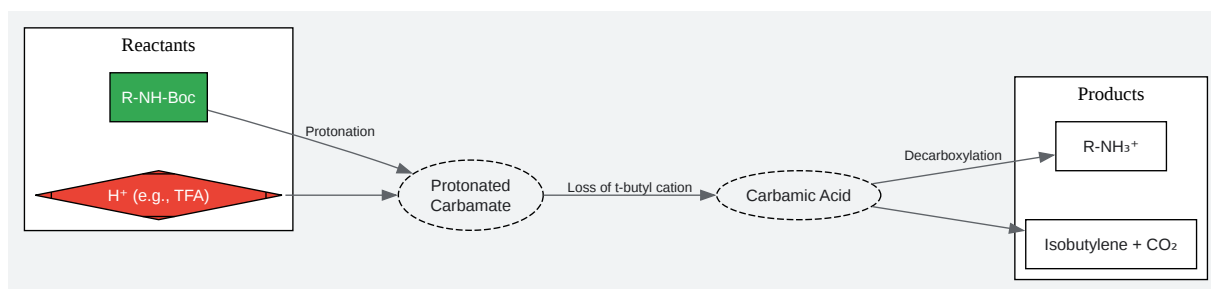 Reactants
R-NH-Boc
H⁺ (e.g., TFA)
Protonation
Protonated
Carbamate
Loss of t-butyl cation
Carbamic Acid
Decarboxylation
Products
R-NH₃⁺
Isobutylene + CO₂